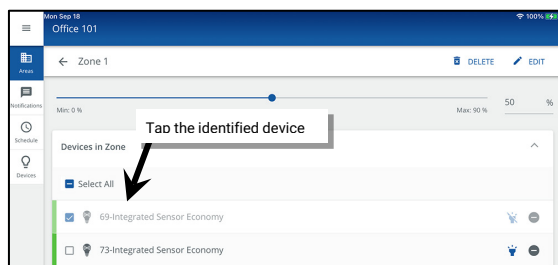 Mon Sep 18
100%
Office 101
Areas
Zone 1
DELETE
EDIT
Notifications
Min: 0 %
Max: 90 %
50 %
Schedule
Tap the identified device
Devices in Zone
Devices
Select All
69-Integrated Sensor Economy
73-Integrated Sensor Economy